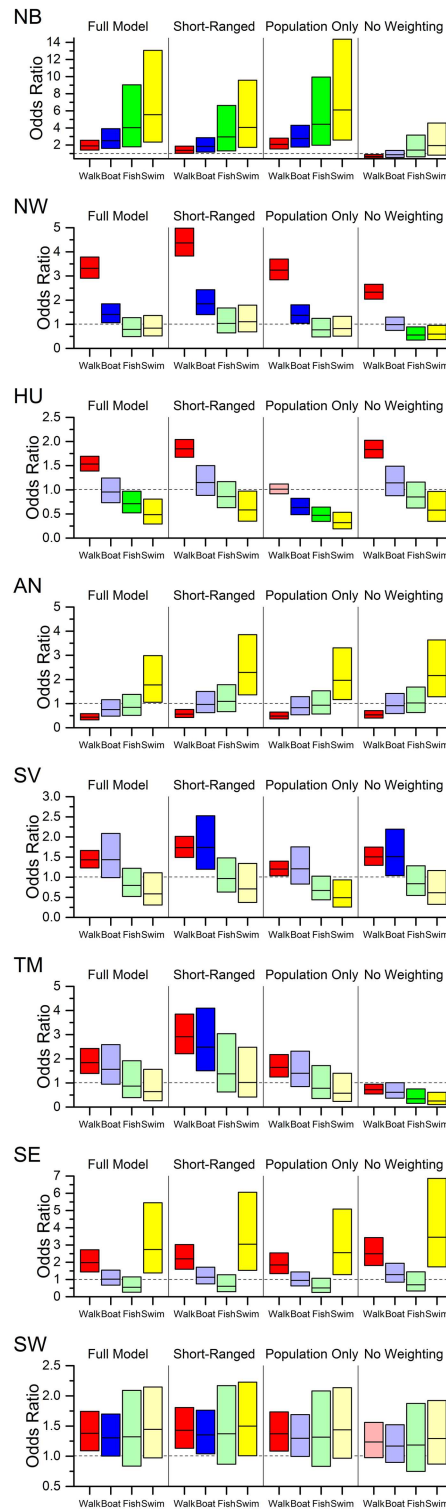 NB
Full Model Short-Ranged Population Only No Weighting
Odds Ratio
14
12
10
8
6
4
2
Walk Boat Fish Swim Walk Boat Fish Swim Walk Boat Fish Swim Walk Boat Fish Swim
NW
Full Model Short-Ranged Population Only No Weighting
Odds Ratio
5
4
3
2
1
0
Walk Boat Fish Swim Walk Boat Fish Swim Walk Boat Fish Swim Walk Boat Fish Swim
HU
Full Model Short-Ranged Population Only No Weighting
Odds Ratio
2.5
2.0
1.5
1.0
0.5
0.0
Walk Boat Fish Swim Walk Boat Fish Swim Walk Boat Fish Swim Walk Boat Fish Swim
AN
Full Model Short-Ranged Population Only No Weighting
Odds Ratio
5
4
3
2
1
0
Walk Boat Fish Swim Walk Boat Fish Swim Walk Boat Fish Swim Walk Boat Fish Swim
SV
Full Model Short-Ranged Population Only No Weighting
Odds Ratio
3.0
2.5
2.0
1.5
1.0
0.5
0.0
Walk Boat Fish Swim Walk Boat Fish Swim Walk Boat Fish Swim Walk Boat Fish Swim
TM
Full Model Short-Ranged Population Only No Weighting
Odds Ratio
5
4
3
2
1
0
Walk Boat Fish Swim Walk Boat Fish Swim Walk Boat Fish Swim Walk Boat Fish Swim
SE
Full Model Short-Ranged Population Only No Weighting
Odds Ratio
7
6
5
4
3
2
1
0
Walk Boat Fish Swim Walk Boat Fish Swim Walk Boat Fish Swim Walk Boat Fish Swim
SW
Full Model Short-Ranged Population Only No Weighting
Odds Ratio
2.5
2.0
1.5
1.0
0.5
Walk Boat Fish Swim Walk Boat Fish Swim Walk Boat Fish Swim Walk Boat Fish Swim